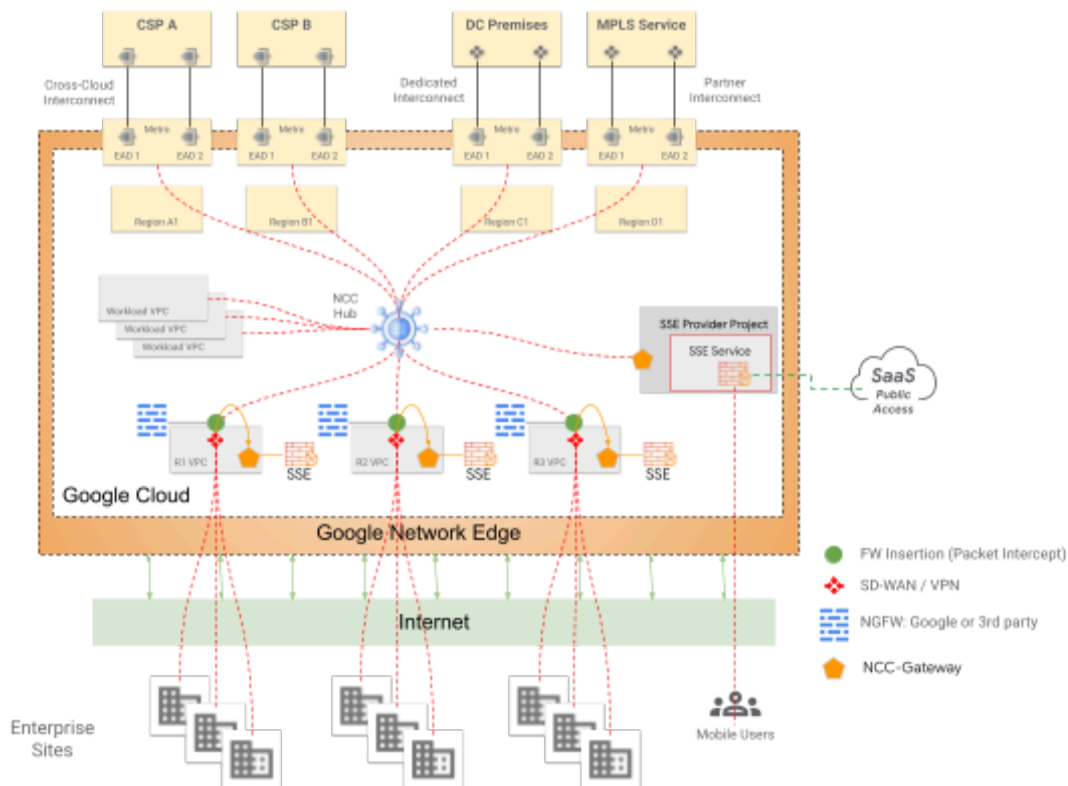 CSP A
CSP B
DC Premises
MPLS Service
Cross-Cloud
Interconnect
Dedicated
Interconnect
Partner
Interconnect
Metro
EAD 1
EAD 2
Metro
EAD 1
EAD 2
Metro
EAD 1
EAD 2
Metro
EAD 1
EAD 2
Region A1
Region B1
Region C1
Region D1
Workload VPC
Workload VPC
Workload VPC
NCC
Hub
SSE Provider Project
SSE Service
SaaS
Public
Access
R1 VPC
SSE
R2 VPC
SSE
R3 VPC
SSE
Google Cloud
Google Network Edge
Internet
FW Insertion (Packet Intercept)
SD-WAN / VPN
NGFW: Google or 3rd party
NCC-Gateway
Enterprise
Sites
Mobile Users